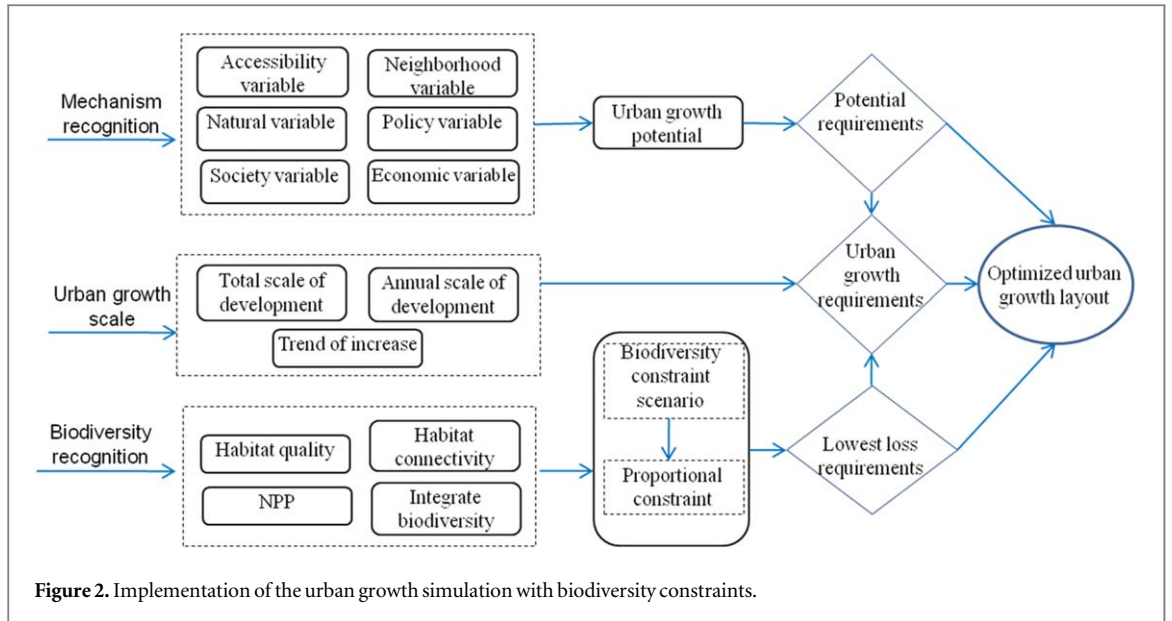 Mechanism
recognition
Accessibility
variable
Neighborhood
variable
Natural variable
Policy variable
Society variable
Economic variable
Urban growth
potential
Potential
requirements
Urban growth
scale
Total scale of
development
Annual scale of
development
Trend of increase
Urban
growth
requirements
Optimized urban
growth layout
Biodiversity
recognition
Habitat quality
Habitat
connectivity
NPP
Integrate
biodiversity
Biodiversity
constraint
scenario
Proportional
constraint
Lowest loss
requirements
Figure 2. Implementation of the urban growth simulation with biodiversity constraints.